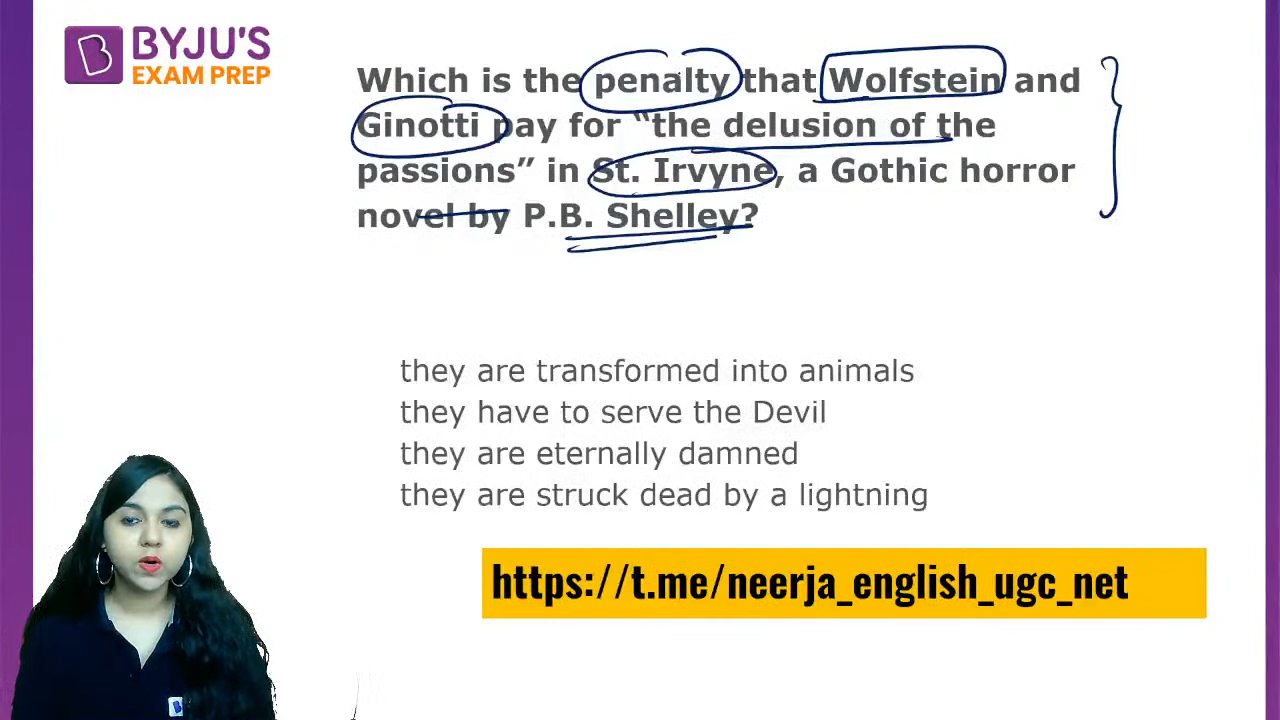 BYJU'S
EXAM PREP
Which is the penalty that Wolfstein and
Ginotti pay for “the delusion of the
passions” in St. Irvyne, a Gothic horror
novel by P.B. Shelley?
they are transformed into animals
they have to serve the Devil
they are eternally damned
they are struck dead by a lightning
https://t.me/neerja_english_ugc_net